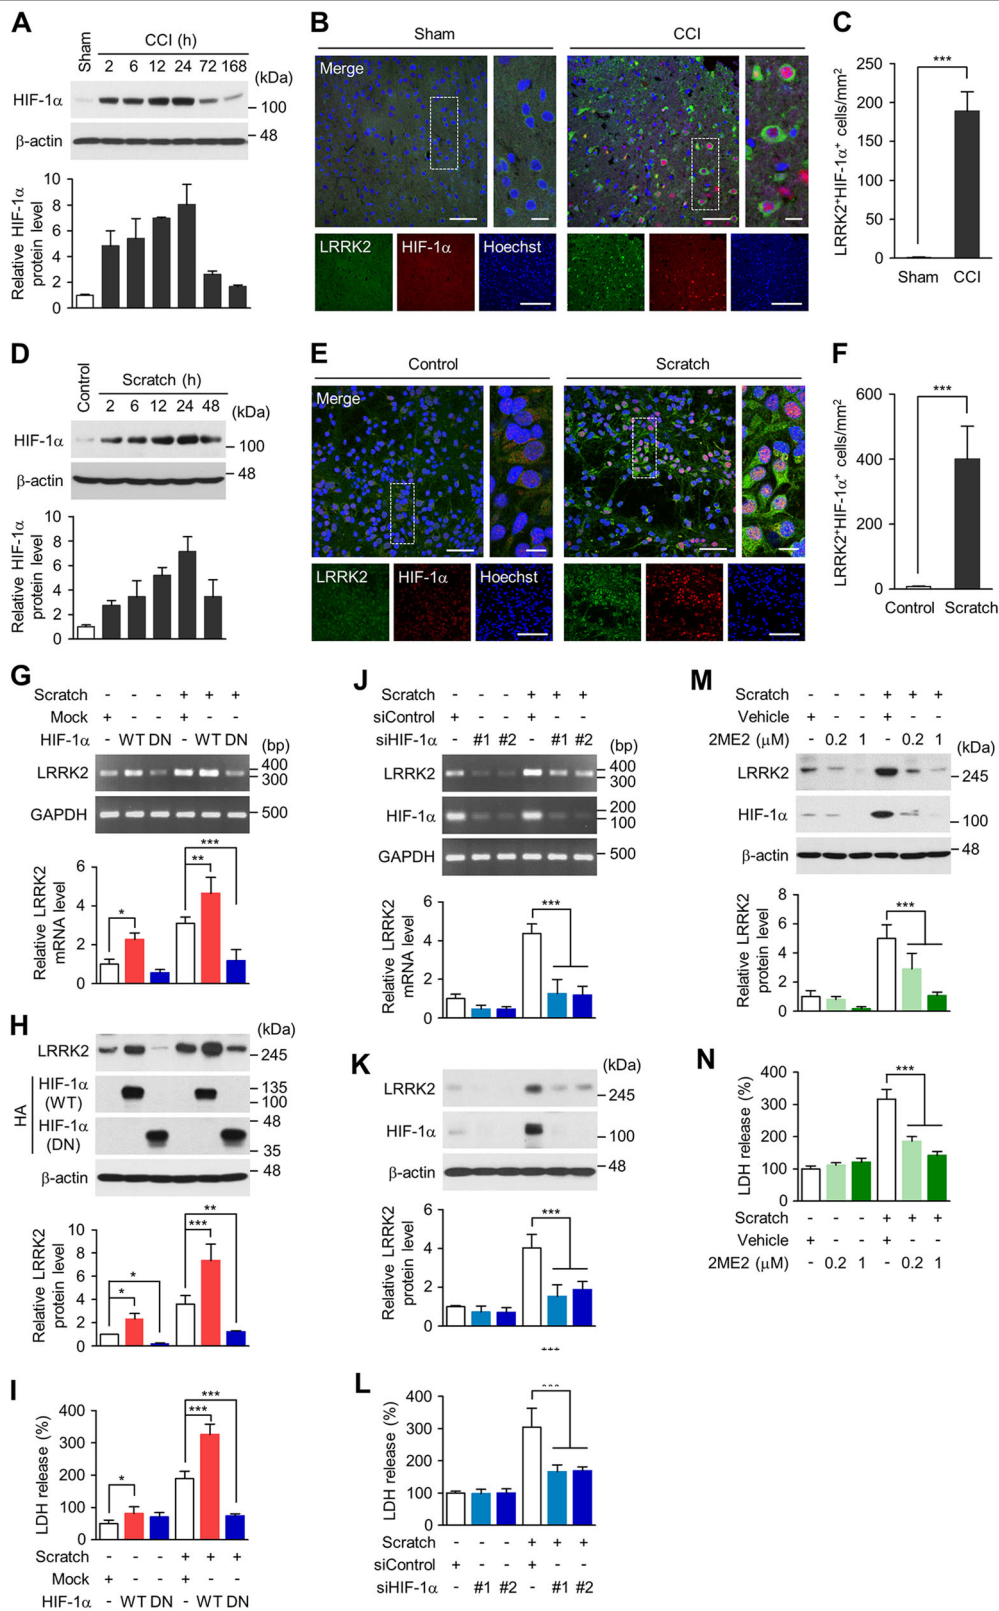 A
Sham
CCI (h)
2 6 12 24 72 168
(kDa)
HIF-1α
100
β-actin
48
Relative HIF-1α
protein level
10
8
6
4
2
0
B
Sham
CCI
Merge
LRRK2
HIF-1α
Hoechst
C
***
LRRK2⁺HIF-1α⁺ cells/mm²
250
200
150
100
50
0
Sham CCI
D
Control
Scratch (h)
2 6 12 24 48
(kDa)
HIF-1α
100
β-actin
48
Relative HIF-1α
protein level
10
8
6
4
2
0
E
Control
Scratch
Merge
LRRK2
HIF-1α
Hoechst
F
***
LRRK2⁺HIF-1α⁺ cells/mm²
600
400
200
0
Control Scratch
G
Scratch - - - + + +
Mock + - - + - -
HIF-1α - WT DN - WT DN
(bp)
LRRK2
400
300
GAPDH
500
Relative LRRK2
mRNA level
6
4
2
0
* ** ***
H
(kDa)
LRRK2
245
HA
HIF-1α
(WT)
135
100
HIF-1α
(DN)
48
35
β-actin
48
Relative LRRK2
protein level
10
8
6
4
2
0
* * *** **
I
LDH release (%)
400
300
200
100
0
* *** ***
Scratch - - - + + +
Mock + - - + - -
HIF-1α - WT DN - WT DN
J
Scratch - - - + + +
siControl + - - + - -
siHIF-1α - #1 #2 - #1 #2
(bp)
LRRK2
400
300
HIF-1α
200
100
GAPDH
500
Relative LRRK2
mRNA level
6
4
2
0
***
K
(kDa)
LRRK2
245
HIF-1α
100
β-actin
48
Relative LRRK2
protein level
6
4
2
0
***
L
***
LDH release (%)
400
300
200
100
0
Scratch - - - + + +
siControl + - - + - -
siHIF-1α - #1 #2 - #1 #2
M
Scratch - - - + + +
Vehicle + - - + - -
2ME2 (μM) - 0.2 1 - 0.2 1
(kDa)
LRRK2
245
HIF-1α
100
β-actin
48
Relative LRRK2
protein level
8
6
4
2
0
***
N
LDH release (%)
400
300
200
100
0
***
Scratch - - - + + +
Vehicle + - - + - -
2ME2 (μM) - 0.2 1 - 0.2 1